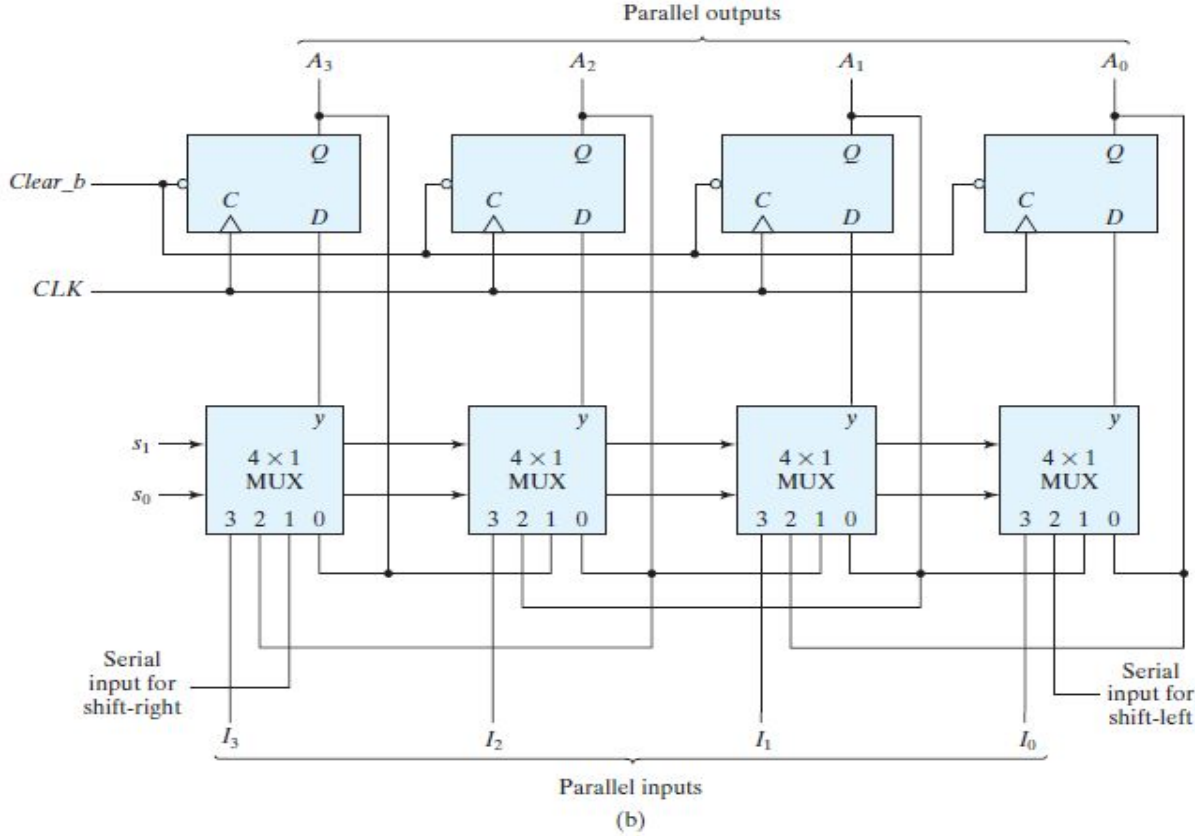 Parallel outputs
A3 A2 A1 A0
Q Q Q Q
Clear_b
C C C C
D D D D
CLK
y y y y
s1
4 × 1 4 × 1 4 × 1 4 × 1
MUX MUX MUX MUX
s0
3 2 1 0 3 2 1 0 3 2 1 0 3 2 1 0
Serial
input for
shift-right
Serial
input for
shift-left
I3 I2 I1 I0
Parallel inputs
(b)